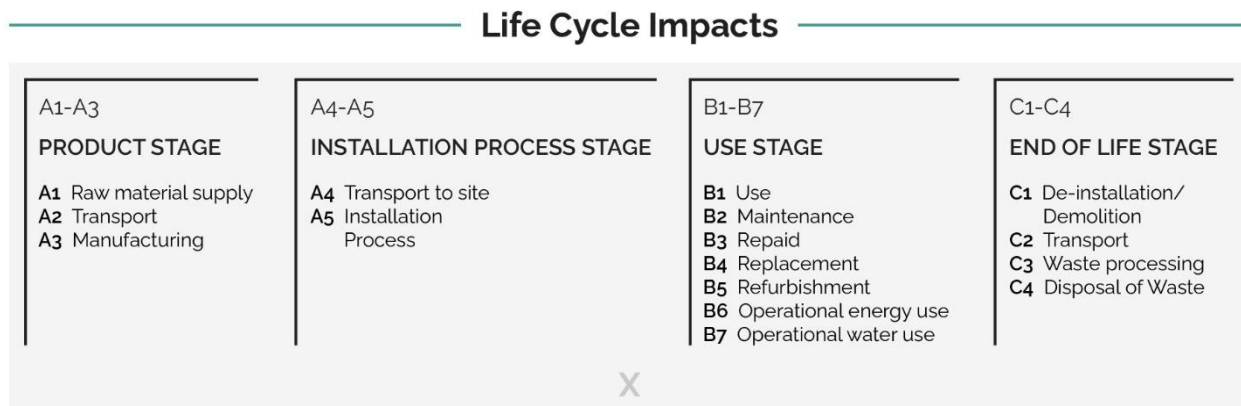 Life Cycle Impacts
A1-A3
PRODUCT STAGE
A1 Raw material supply
A2 Transport
A3 Manufacturing
A4-A5
INSTALLATION PROCESS STAGE
A4 Transport to site
A5 Installation
Process
B1-B7
USE STAGE
B1 Use
B2 Maintenance
B3 Repaid
B4 Replacement
B5 Refurbishment
B6 Operational energy use
B7 Operational water use
C1-C4
END OF LIFE STAGE
C1 De-installation/
Demolition
C2 Transport
C3 Waste processing
C4 Disposal of Waste
X